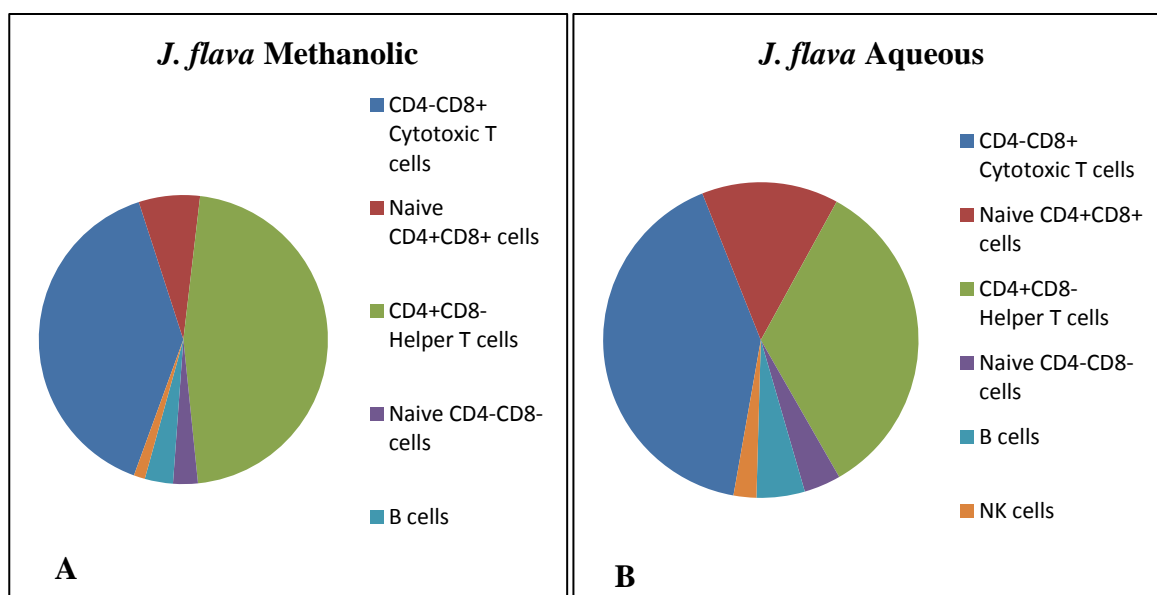 J. flava Methanolic
CD4-CD8+
Cytotoxic T
cells
Naive
CD4+CD8+ cells
CD4+CD8-
Helper T cells
Naive CD4-CD8-
cells
B cells
A
J. flava Aqueous
CD4-CD8+
Cytotoxic T cells
Naive CD4+CD8+
cells
CD4+CD8-
Helper T cells
Naive CD4-CD8-
cells
B cells
NK cells
B